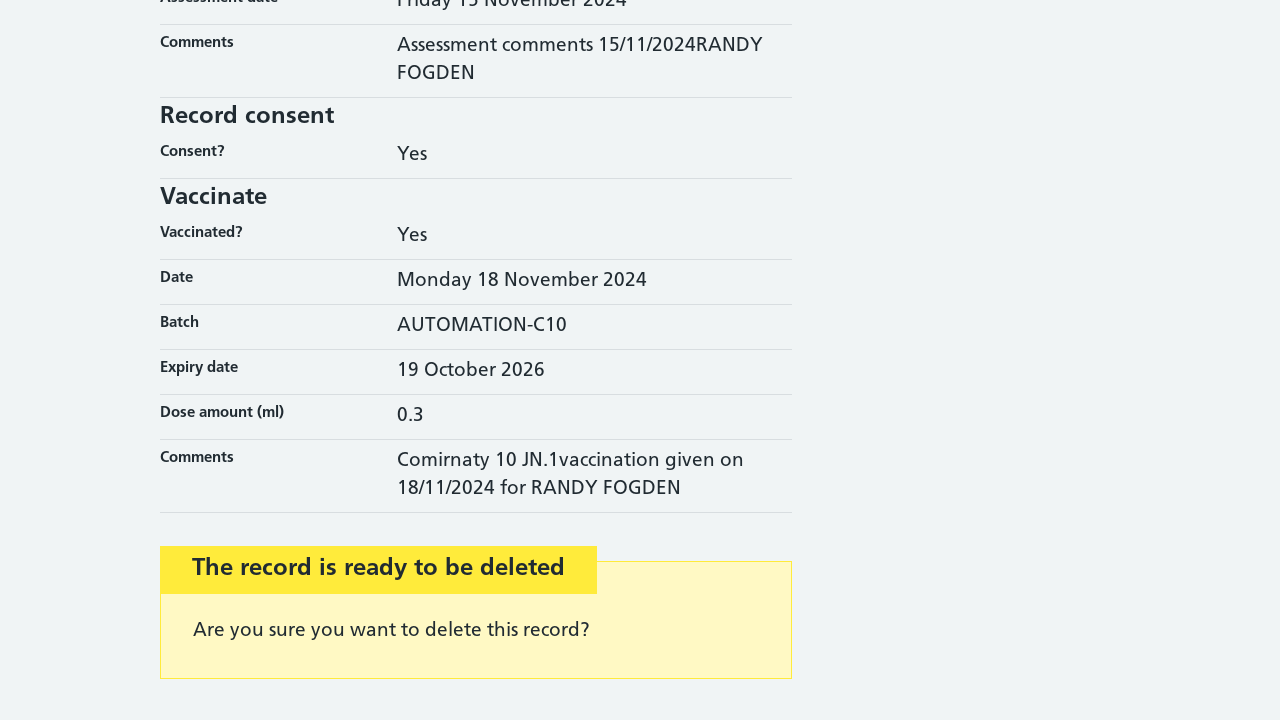 Assessment date Friday 15 November 2024
Comments Assessment comments 15/11/2024RANDY
FOGDEN
Record consent
Consent? Yes
Vaccinate
Vaccinated? Yes
Date Monday 18 November 2024
Batch AUTOMATION-C10
Expiry date 19 October 2026
Dose amount (ml) 0.3
Comments Comirnaty 10 JN.1vaccination given on
18/11/2024 for RANDY FOGDEN
The record is ready to be deleted
Are you sure you want to delete this record?